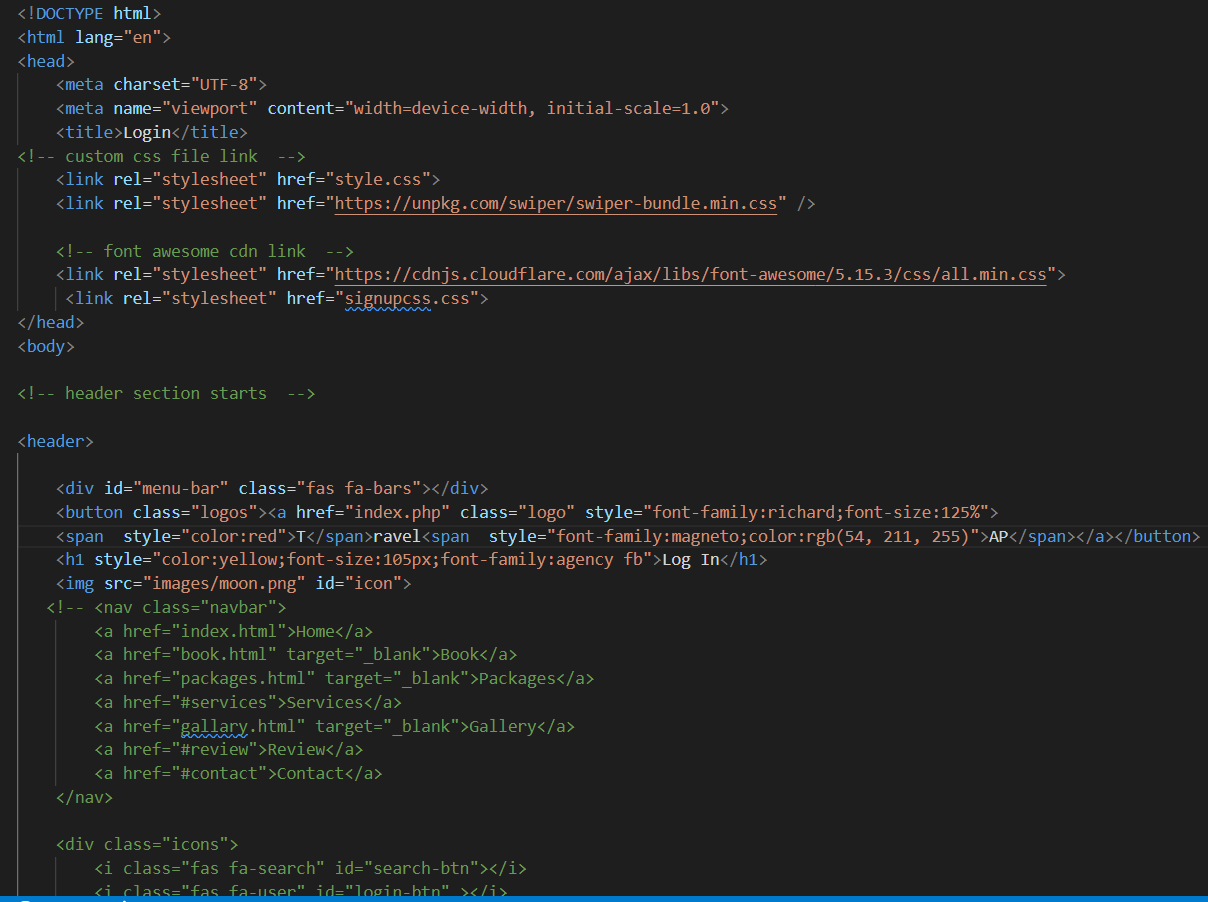 <!DOCTYPE html>
<html lang="en">
<head>
    <meta charset="UTF-8">
    <meta name="viewport" content="width=device-width, initial-scale=1.0">
    <title>Login</title>
<!-- custom css file link  -->
    <link rel="stylesheet" href="style.css">
    <link rel="stylesheet" href="https://unpkg.com/swiper/swiper-bundle.min.css" />
    <!-- font awesome cdn link  -->
    <link rel="stylesheet" href="https://cdnjs.cloudflare.com/ajax/libs/font-awesome/5.15.3/css/all.min.css">
     <link rel="stylesheet" href="signupcss.css">
</head>
<body>
<!-- header section starts  -->
<header>
    <div id="menu-bar" class="fas fa-bars"></div>
    <button class="logos"><a href="index.php" class="logo" style="font-family:richard;font-size:125%">
    <span  style="color:red">T</span>ravel<span  style="font-family:magneto;color:rgb(54, 211, 255)">AP</span></a></button>
    <h1 style="color:yellow;font-size:105px;font-family:agency fb">Log In</h1>
    <img src="images/moon.png" id="icon">
   <!-- <nav class="navbar">
        <a href="index.html">Home</a>
        <a href="book.html" target="_blank">Book</a>
        <a href="packages.html" target="_blank">Packages</a>
        <a href="#services">Services</a>
        <a href="gallary.html" target="_blank">Gallery</a>
        <a href="#review">Review</a>
        <a href="#contact">Contact</a>
    </nav>
    <div class="icons">
        <i class="fas fa-search" id="search-btn"></i>
        <i class="fas fa-user" id="login-btn" ></i>